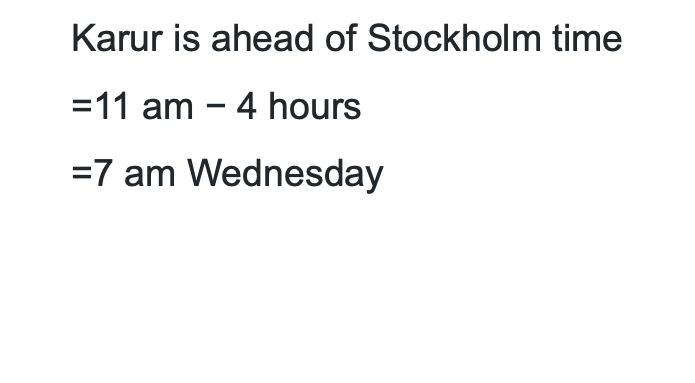 Karur is ahead of Stockholm time
=11 am − 4 hours
=7 am Wednesday